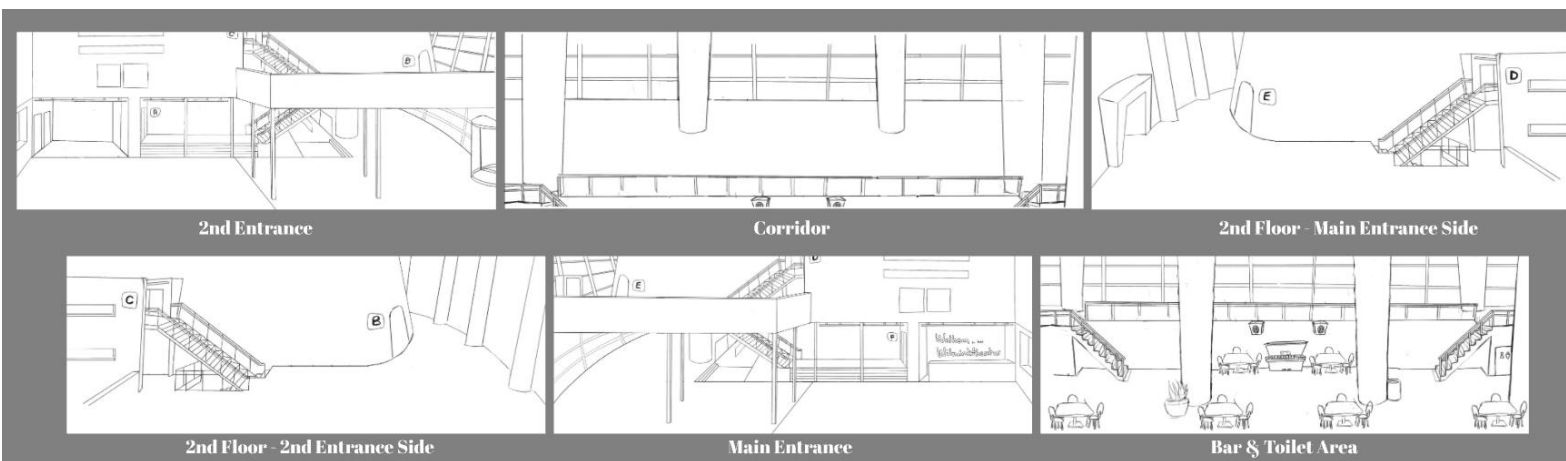 C
B
2nd Entrance
Corridor
E
D
2nd Floor - Main Entrance Side
C
B
2nd Floor - 2nd Entrance Side
E
D
Main Entrance
Bar & Toilet Area